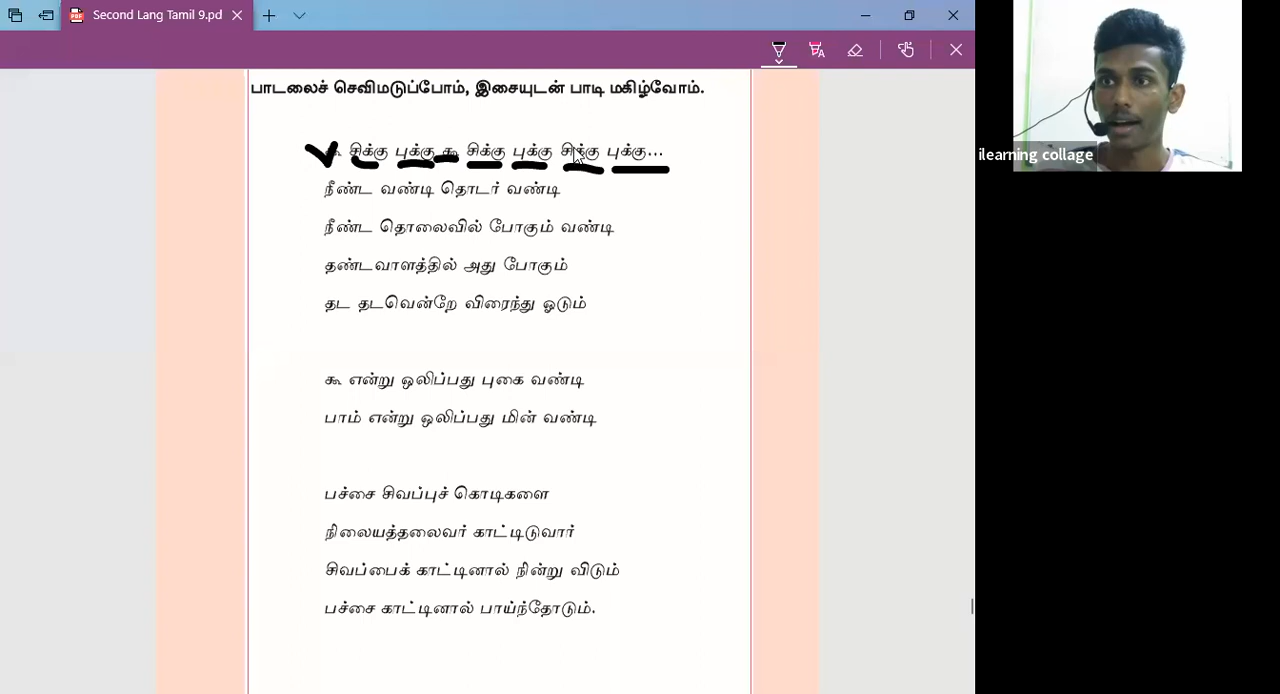 Second Lang Tamil 9.pd
பாடலைச் செவிமடுப்போம், இசையுடன் பாடி மகிழ்வோம்.
கூ சிக்கு புக்கு கூ சிக்கு புக்கு சிக்கு புக்கு...
நீண்ட வண்டி தொடர் வண்டி
நீண்ட தொலைவில் போகும் வண்டி
தண்டவாளத்தில் அது போகும்
தட தடவென்றே விரைந்து ஓடும்
கூ என்று ஒலிப்பது புகை வண்டி
பாம் என்று ஒலிப்பது மின் வண்டி
பச்சை சிவப்புச் கொடிகளை
நிலையத்தலைவர் காட்டிடுவார்
சிவப்பைக் காட்டினால் நின்று விடும்
பச்சை காட்டினால் பாய்ந்தோடும்.
ilearning collage